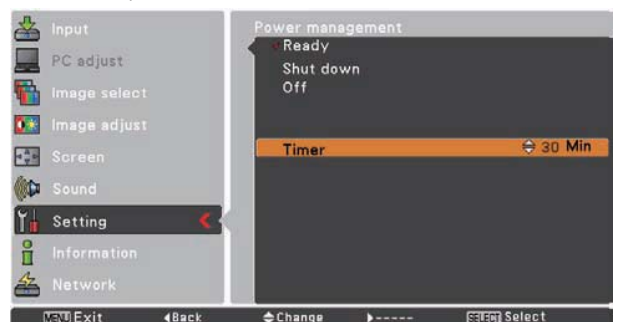 Input
PC adjust
Image select
Image adjust
Screen
Sound
Setting
Information
Network
Power management
Ready
Shut down
Off
Timer 30 Min
MENU Exit Back Change ----- SELECT Select